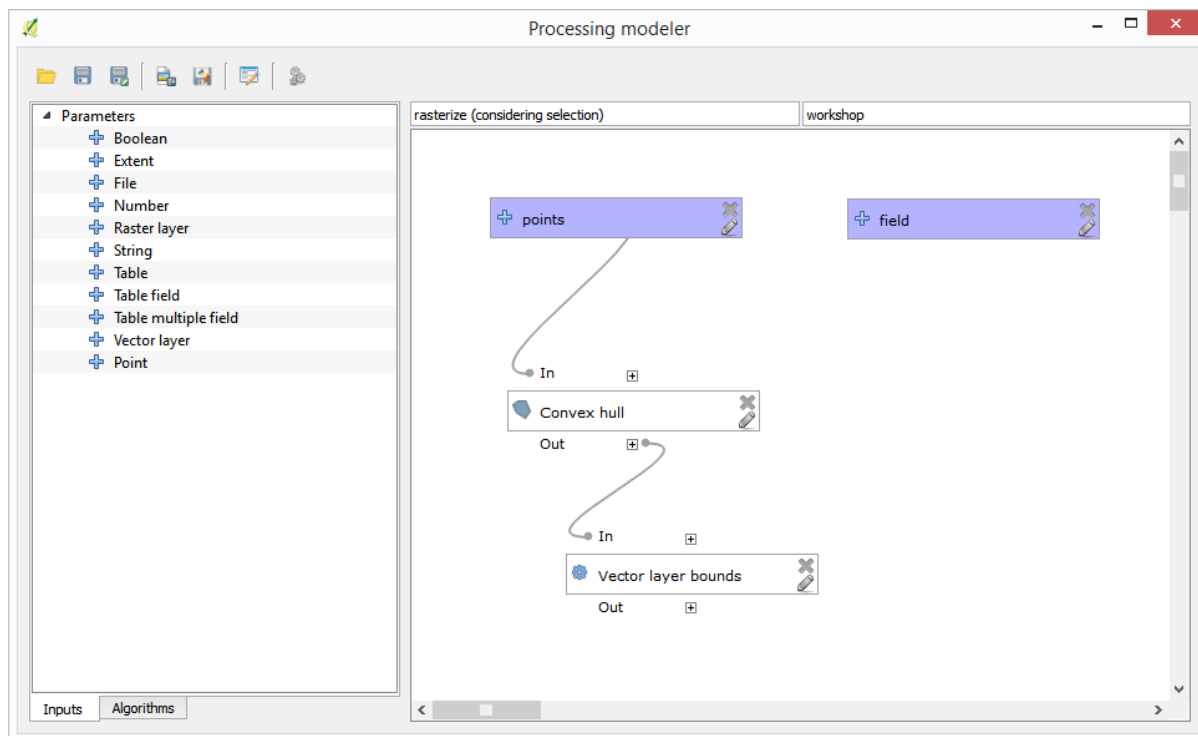 Processing modeler
Parameters
Boolean
Extent
File
Number
Raster layer
String
Table
Table field
Table multiple field
Vector layer
Point
Inputs
Algorithms
rasterize (considering selection)
workshop
points
field
In
Convex hull
Out
In
Vector layer bounds
Out